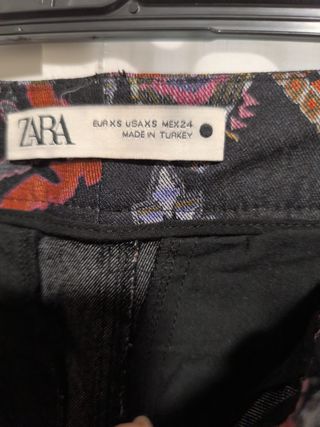 ZARA
EUR XS USA XS MEX 24
MADE IN TURKEY